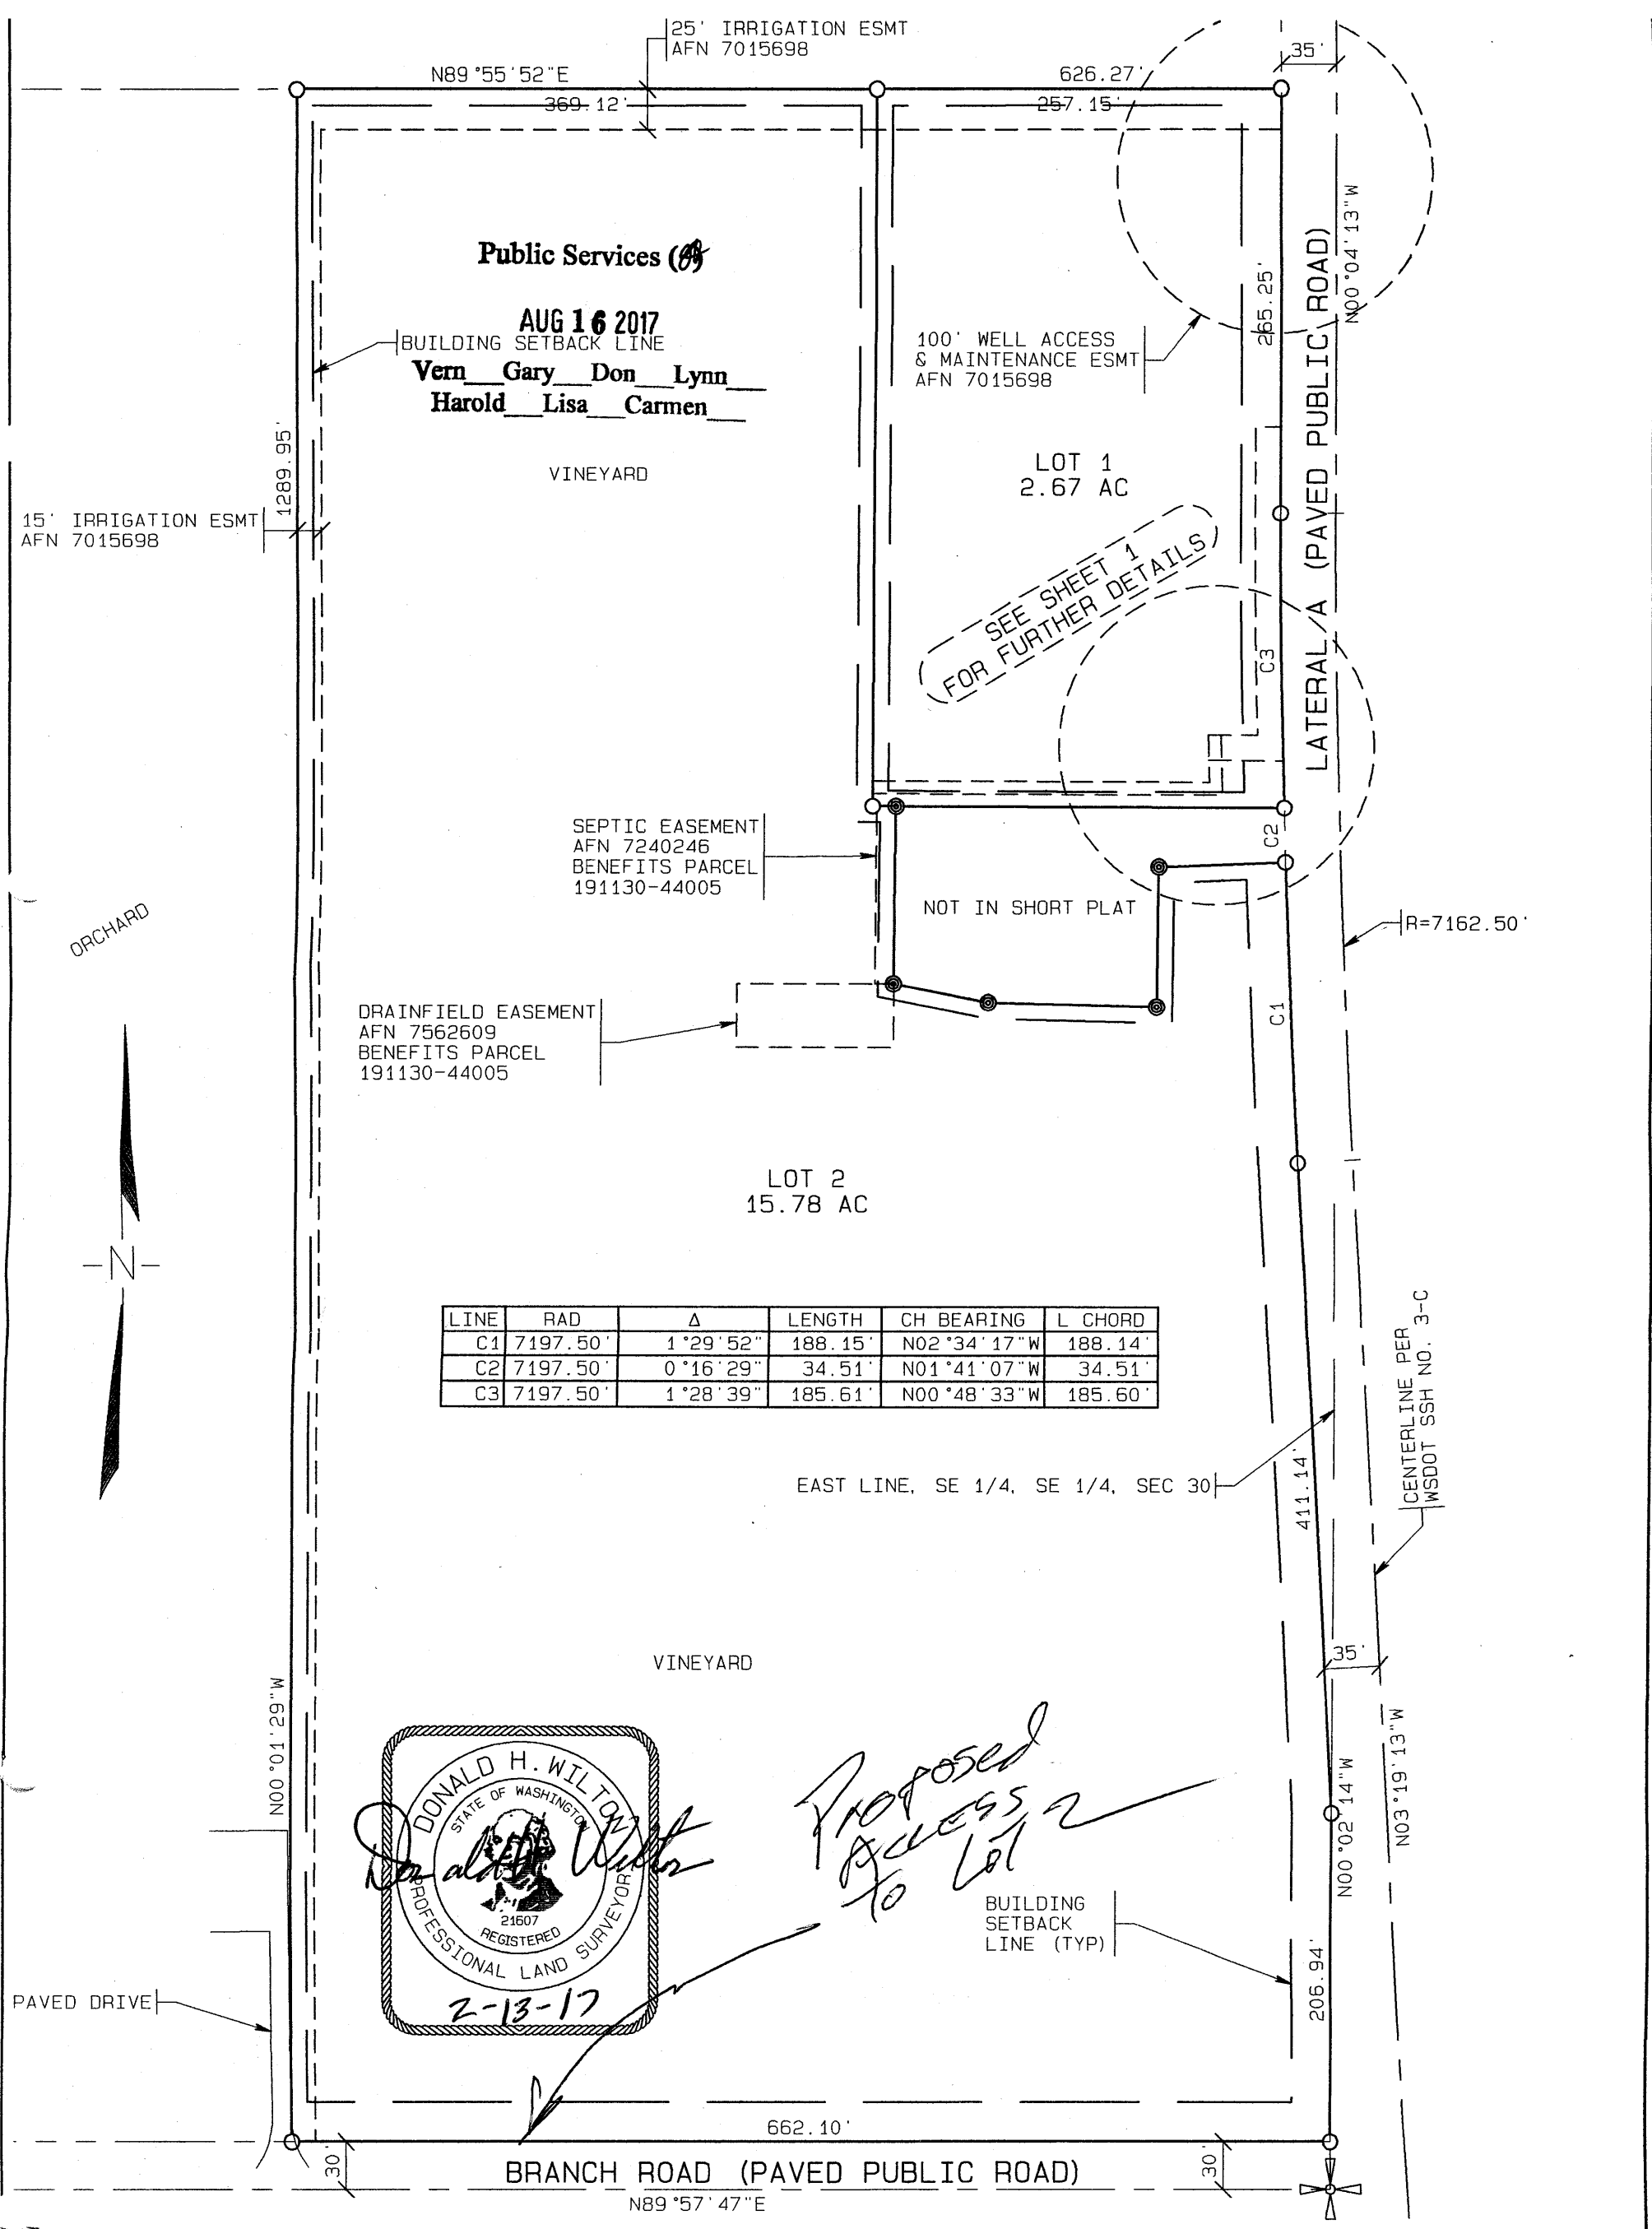 25' IRRIGATION ESMT
AFN 7015698
35'
N89°55'52"E
626.27'
369.12'
257.15'
N00°04'13"W
Public Services
AUG 16 2017
BUILDING SETBACK LINE
Vern___Gary___Don___Lynn___
Harold___Lisa___Carmen___
265.25'
100' WELL ACCESS
& MAINTENANCE ESMT
AFN 7015698
LATERAL A (PAVED PUBLIC ROAD)
1289.95'
VINEYARD
LOT 1
2.67 AC
15' IRRIGATION ESMT
AFN 7015698
SEE SHEET 1
FOR FURTHER DETAILS
C3
SEPTIC EASEMENT
AFN 7240246
BENEFITS PARCEL
191130-44005
C2
NOT IN SHORT PLAT
R=7162.50'
ORCHARD
C1
DRAINFIELD EASEMENT
AFN 7562609
BENEFITS PARCEL
191130-44005
LOT 2
15.78 AC
-N-
LINE RAD Δ LENGTH CH BEARING L CHORD
C1 7197.50' 1°29'52" 188.15' N02°34'17"W 188.14'
C2 7197.50' 0°16'29" 34.51' N01°41'07"W 34.51'
C3 7197.50' 1°28'39" 185.61' N00°48'33"W 185.60'
CENTERLINE PER
WSDOT SSH NO. 3-C
EAST LINE, SE 1/4, SE 1/4, SEC 30
411.14'
VINEYARD
35'
N00°01'29"W
N00°02'14"W
N03°19'13"W
DONALD H. WILTON
STATE OF WASHINGTON
Donald H Wilton
21607
REGISTERED
PROFESSIONAL LAND SURVEYOR
2-13-17
Proposed
Access
To Lot 2
BUILDING
SETBACK
LINE (TYP)
206.94'
PAVED DRIVE
662.10'
30'
30'
BRANCH ROAD (PAVED PUBLIC ROAD)
N89°57'47"E